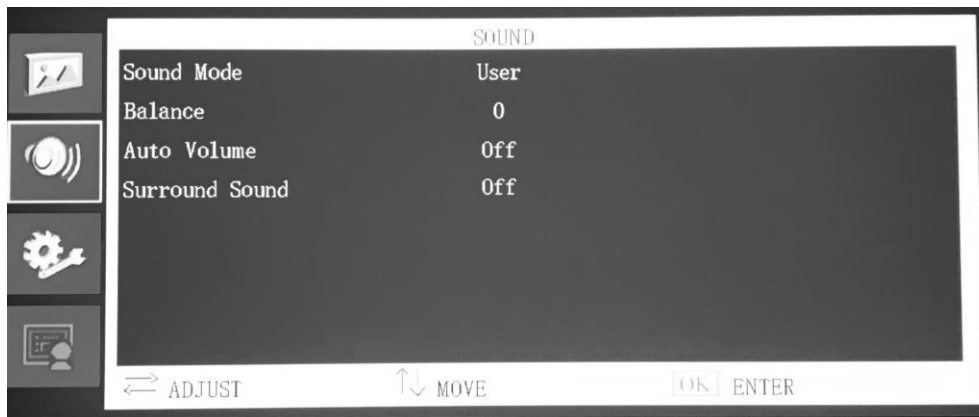 SOUND
Sound Mode User
Balance 0
Auto Volume Off
Surround Sound Off
ADJUST MOVE OK ENTER